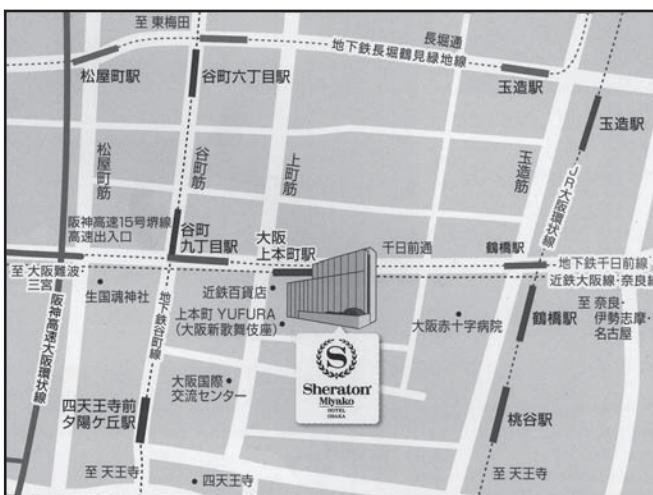 至 東梅田
長堀通
地下鉄長堀鶴見緑地線
松屋町駅
谷町六丁目駅
玉造駅
玉造駅
松屋町筋
谷町筋
上町筋
玉造筋
JR大阪環状線
阪神高速15号堺線
高速出入口
谷町
九丁目駅
大阪
上本町駅
千日前通
鶴橋駅
地下鉄千日前線
近鉄大阪線・奈良線
至 大阪難波
三宮
生国魂神社
近鉄百貨店
上本町 YUFURA
(大阪新歌舞伎座)
大阪赤十字病院
鶴橋駅
至 奈良・
伊勢志摩・
名古屋
阪神高速大阪環状線
地下鉄谷町線
S
Sheraton
Miyako
HOTEL
OSAKA
大阪国際
交流センター
四天王寺前
夕陽ケ丘駅
桃谷駅
至 天王寺
四天王寺
至 天王寺